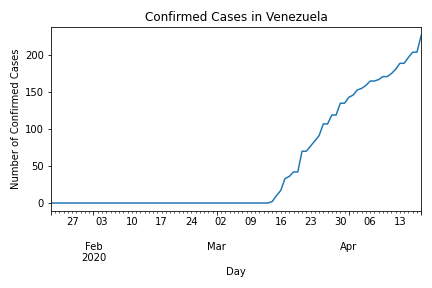 Confirmed Cases in Venezuela
Number of Confirmed Cases
200
150
100
50
0
27 03 10 17 24 02 09 16 23 30 06 13
Feb Mar Apr
2020
Day